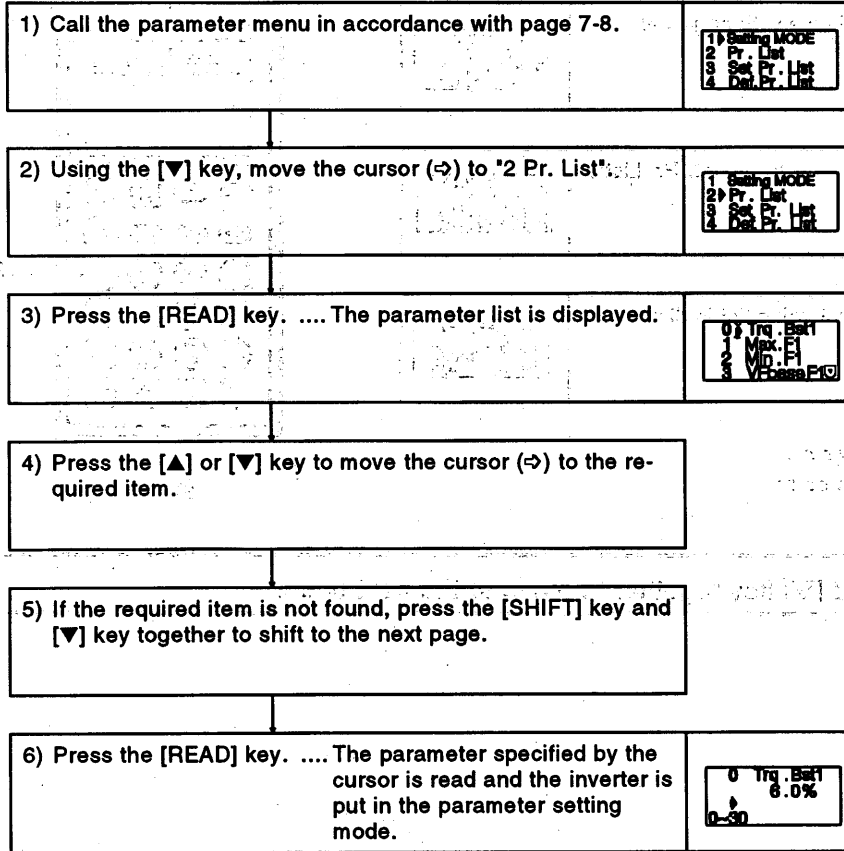 1) Call the parameter menu in accordance with page 7-8.
1 Setting MODE
2 Pr. List
3 Set Pr. List
4 Def. Pr. List
2) Using the [▼] key, move the cursor (⇨) to "2 Pr. List".
1 Setting MODE
2 Pr. List
3 Set Pr. List
4 Def. Pr. List
3) Press the [READ] key. .... The parameter list is displayed.
0 Trq. Bst1
1 Max. F1
2 Min. F1
3 VFbase F1
4) Press the [▲] or [▼] key to move the cursor (⇨) to the re-
quired item.
5) If the required item is not found, press the [SHIFT] key and
[▼] key together to shift to the next page.
6) Press the [READ] key. .... The parameter specified by the
cursor is read and the inverter is
put in the parameter setting
mode.
0 Trq. Bst1
6.0%
0~30